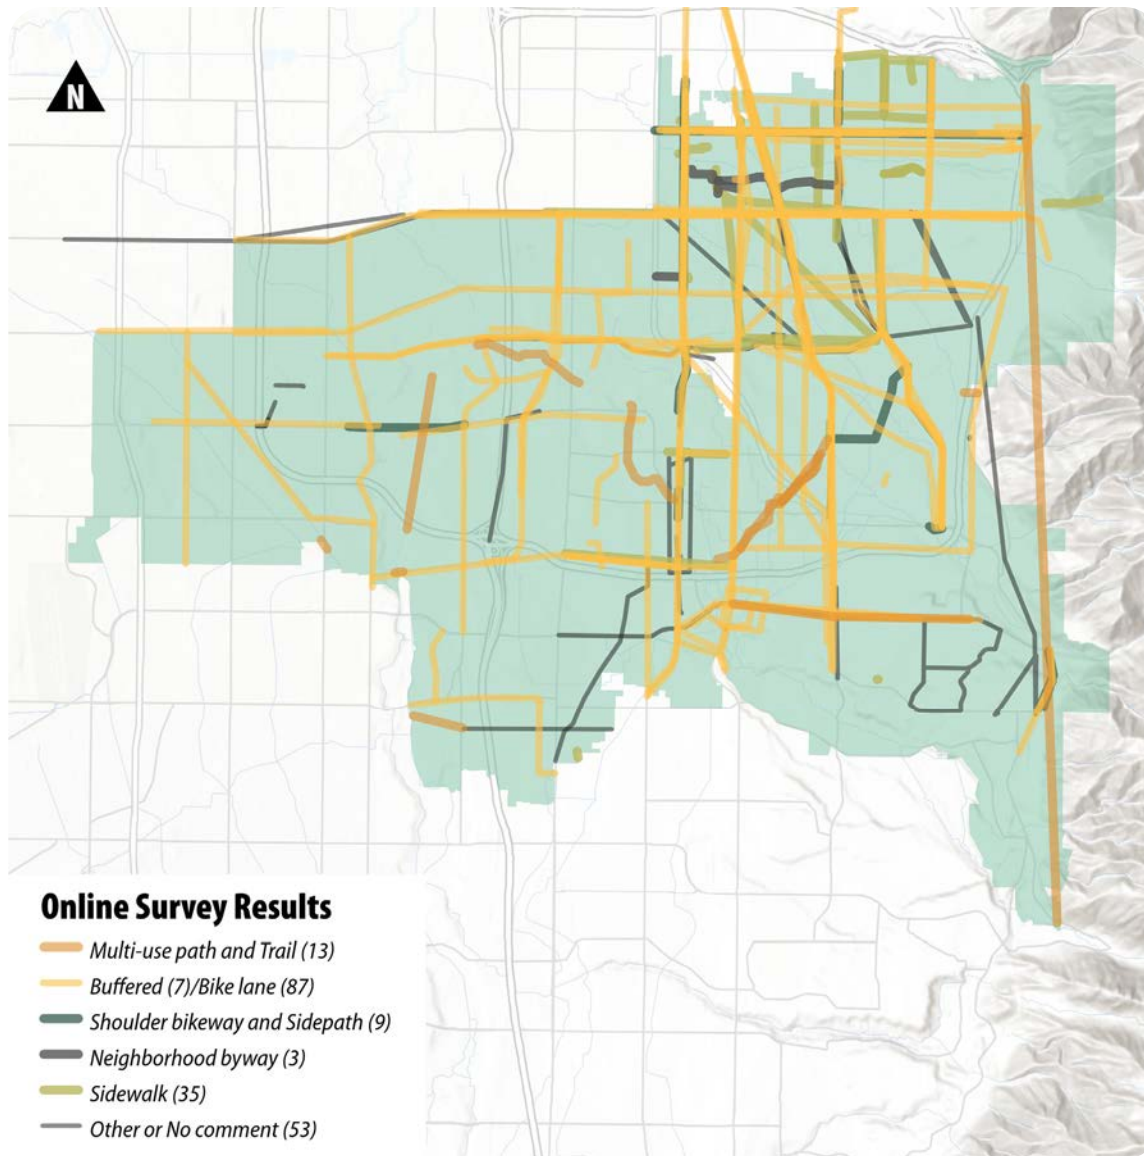 N
Online Survey Results
Multi-use path and Trail (13)
Buffered (7)/Bike lane (87)
Shoulder bikeway and Sidepath (9)
Neighborhood byway (3)
Sidewalk (35)
Other or No comment (53)